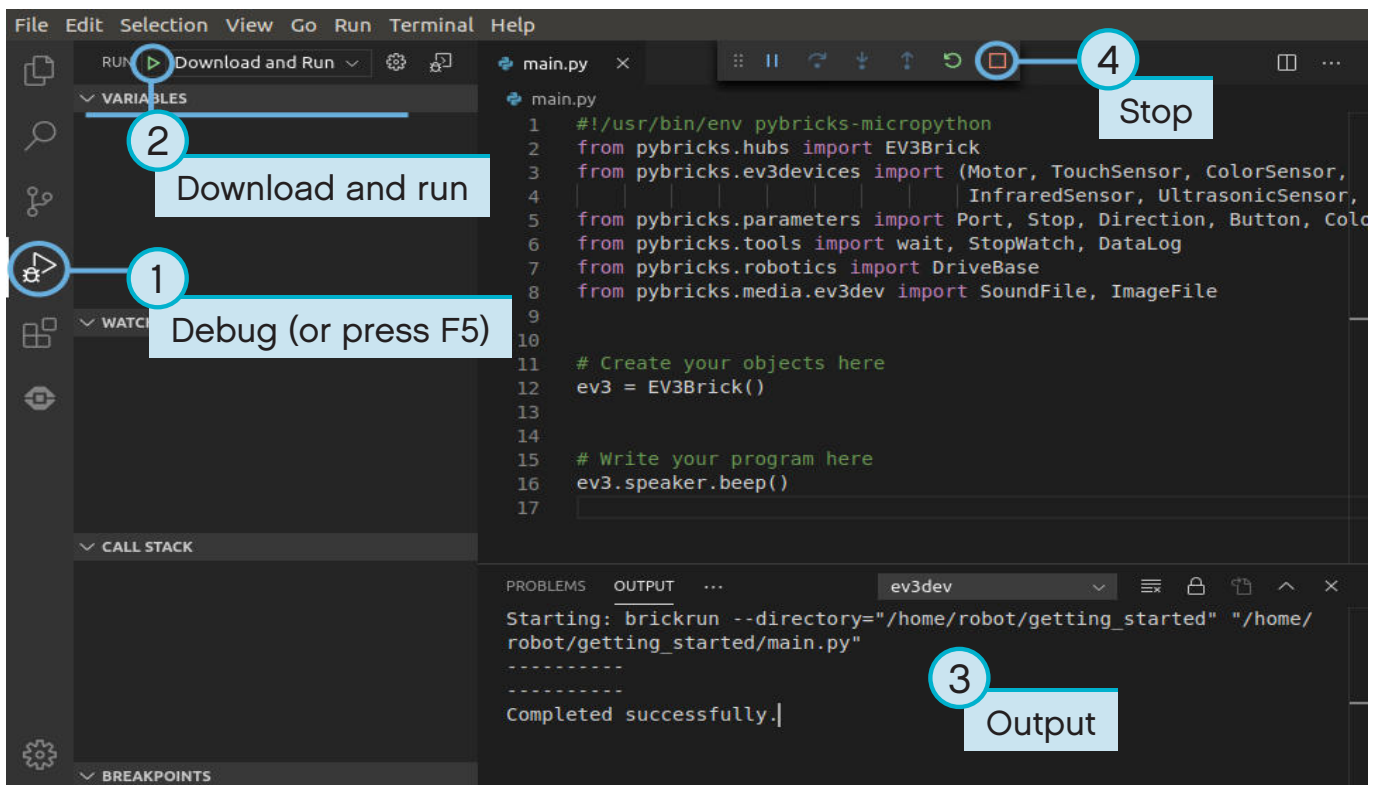 File Edit Selection View Go Run Terminal Help
RUN Download and Run
main.py
4
Stop
VARIABLES
2
Download and run
1
Debug (or press F5)
WATCH
CALL STACK
BREAKPOINTS
main.py
1 #!/usr/bin/env pybricks-micropython
2 from pybricks.hubs import EV3Brick
3 from pybricks.ev3devices import (Motor, TouchSensor, ColorSensor,
4 InfraredSensor, UltrasonicSensor,
5 from pybricks.parameters import Port, Stop, Direction, Button, Colo
6 from pybricks.tools import wait, StopWatch, DataLog
7 from pybricks.robotics import DriveBase
8 from pybricks.media.ev3dev import SoundFile, ImageFile
9
10
11 # Create your objects here
12 ev3 = EV3Brick()
13
14
15 # Write your program here
16 ev3.speaker.beep()
17
PROBLEMS OUTPUT ··· ev3dev
Starting: brickrun --directory="/home/robot/getting_started" "/home/
robot/getting_started/main.py"
----------
----------
Completed successfully.
3
Output